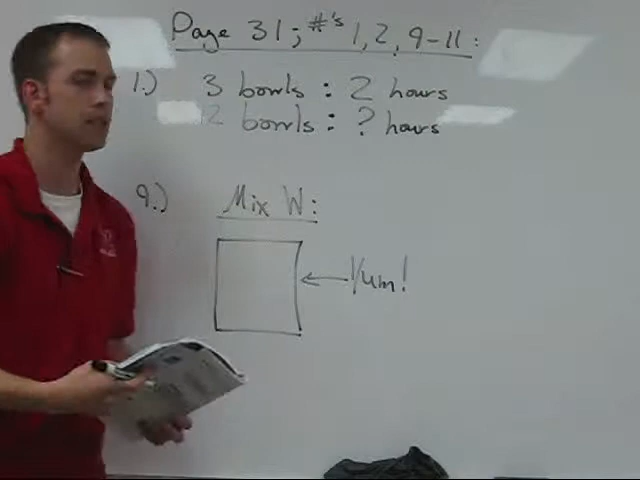 Page 31; #'s 1, 2, 9-11:
1.) 3 bowls : 2 hours
2 bowls : ? hours
9.) Mix W:
Yum!